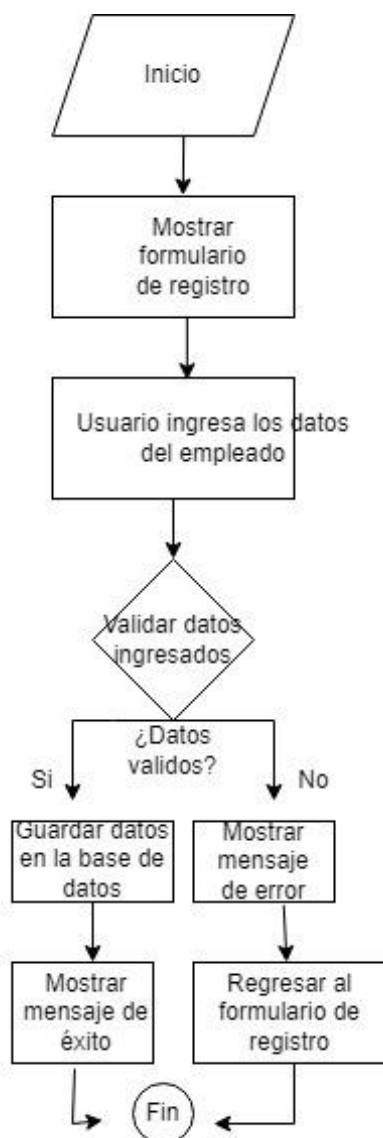 Inicio
Mostrar
formulario
de registro
Usuario ingresa los datos
del empleado
Validar datos
ingresados
¿Datos
validos?
Si
No
Guardar datos
en la base de
datos
Mostrar
mensaje
de error
Mostrar
mensaje de
éxito
Regresar al
formulario de
registro
Fin